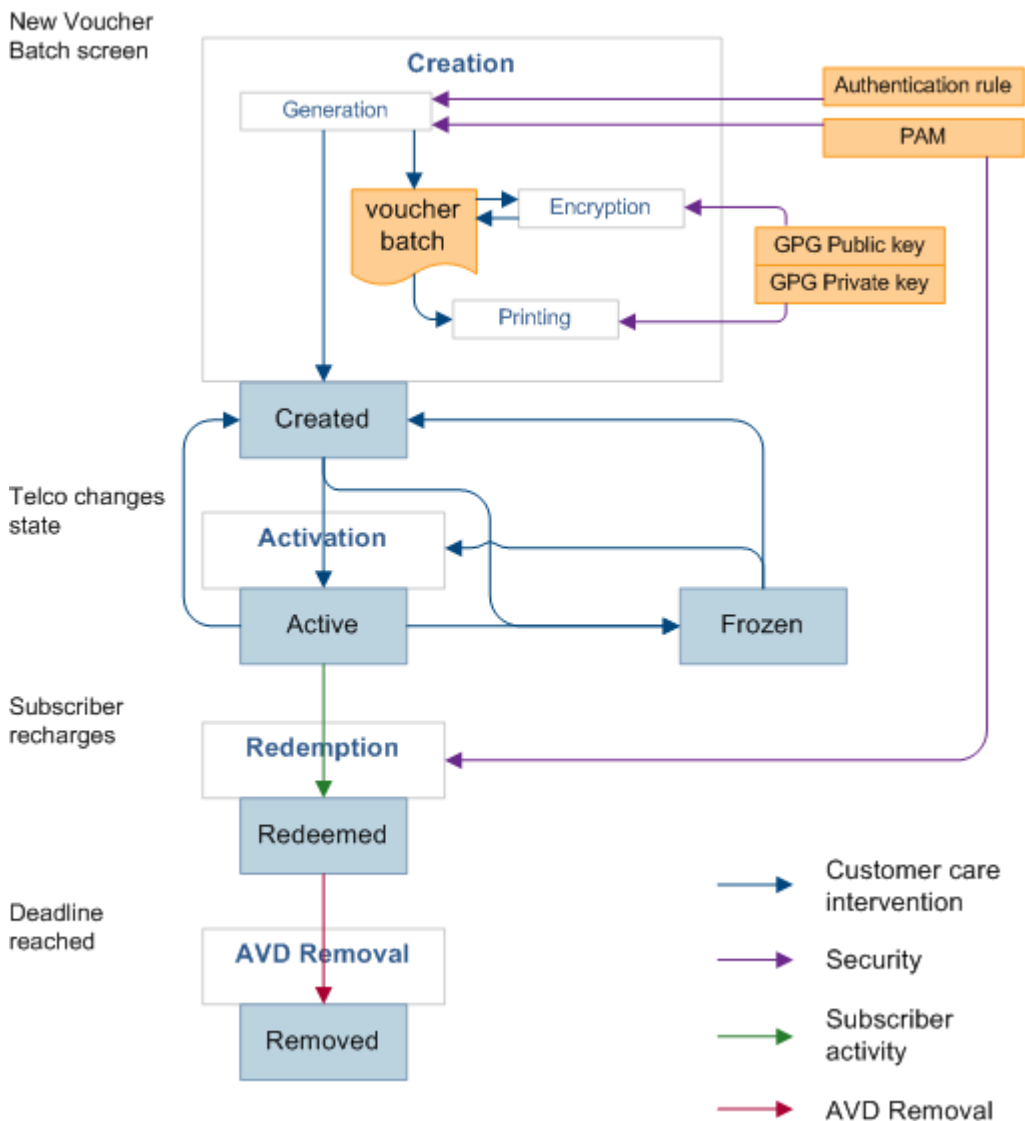 New Voucher
Batch screen
Creation
Authentication rule
Generation
PAM
voucher
batch
Encryption
GPG Public key
GPG Private key
Printing
Created
Telco changes
state
Activation
Active
Frozen
Subscriber
recharges
Redemption
Redeemed
Customer care
intervention
Deadline
reached
AVD Removal
Security
Removed
Subscriber
activity
AVD Removal